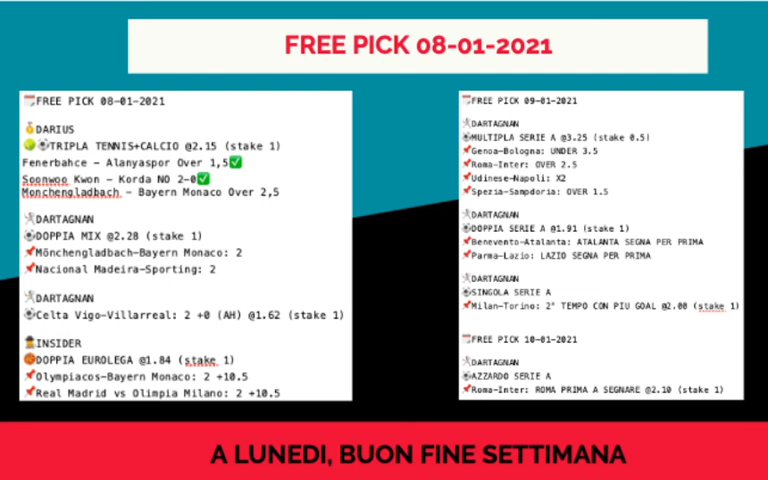 FREE PICK 08-01-2021
FREE PICK 08-01-2021
DARIUS
TRIPLA TENNIS+CALCIO @2.15 (stake 1)
Fenerbahce – Alanyaspor Over 1,5
Soonwoo Kwon – Korda NO 2-0
Monchengladbach – Bayern Monaco Over 2,5
DARTAGNAN
DOPPIA MIX @2.28 (stake 1)
Mönchengladbach-Bayern Monaco: 2
Nacional Madeira-Sporting: 2
DARTAGNAN
Celta Vigo-Villarreal: 2 +0 (AH) @1.62 (stake 1)
INSIDER
DOPPIA EUROLEGA @1.84 (stake 1)
Olympiacos-Bayern Monaco: 2 +10.5
Real Madrid vs Olimpia Milano: 2 +10.5
FREE PICK 09-01-2021
DARTAGNAN
MULTIPLA SERIE A @3.25 (stake 0.5)
Genoa-Bologna: UNDER 3.5
Roma-Inter: OVER 2.5
Udinese-Napoli: X2
Spezia-Sampdoria: OVER 1.5
DARTAGNAN
DOPPIA SERIE A @1.91 (stake 1)
Benevento-Atalanta: ATALANTA SEGNA PER PRIMA
Parma-Lazio: LAZIO SEGNA PER PRIMA
DARTAGNAN
SINGOLA SERIE A
Milan-Torino: 2° TEMPO CON PIU GOAL @2.00 (stake 1)
FREE PICK 10-01-2021
DARTAGNAN
AZZARDO SERIE A
Roma-Inter: ROMA PRIMA A SEGNARE @2.10 (stake 1)
A LUNEDI, BUON FINE SETTIMANA